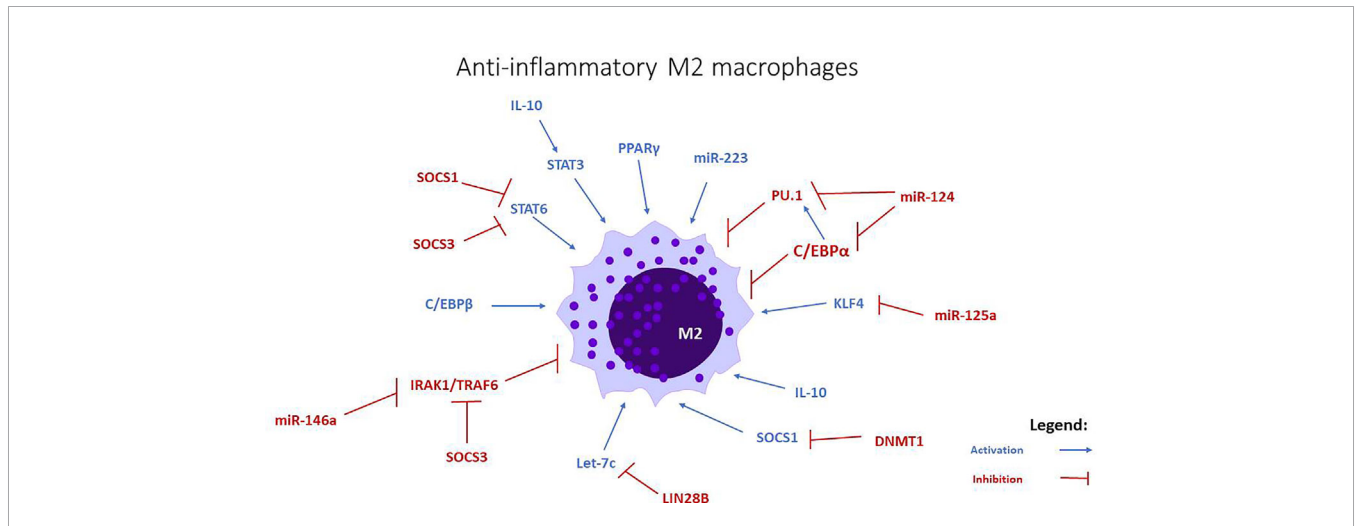 Anti-inflammatory M2 macrophages
IL-10
STAT3
PPARγ
miR-223
SOCS1
STAT6
SOCS3
PU.1
miR-124
C/EBPα
C/EBPβ
KLF4
miR-125a
M2
IRAK1/TRAF6
miR-146a
SOCS3
IL-10
SOCS1
DNMT1
Let-7c
LIN28B
Legend:
Activation
Inhibition